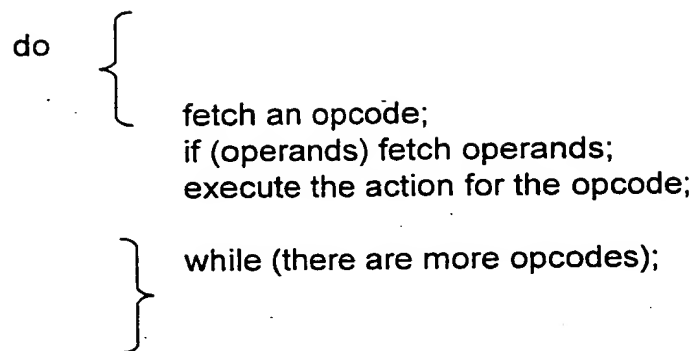 do {
fetch an opcode;
if (operands) fetch operands;
execute the action for the opcode;
} while (there are more opcodes);